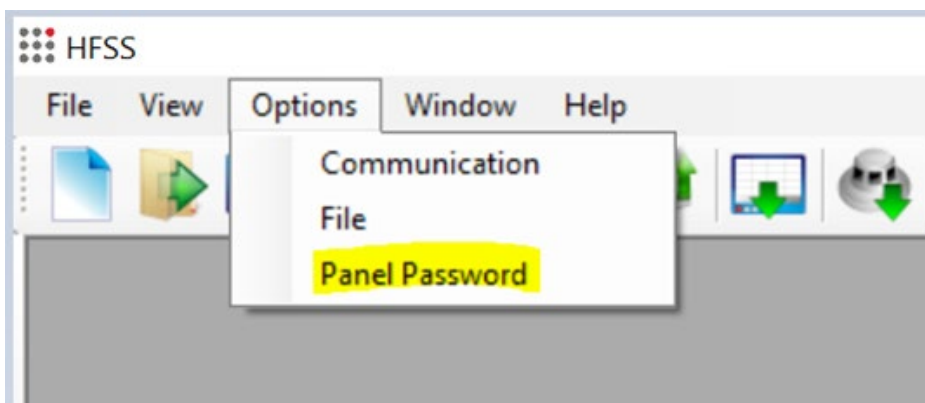 HFSS
File View Options Window Help
Communication
File
Panel Password